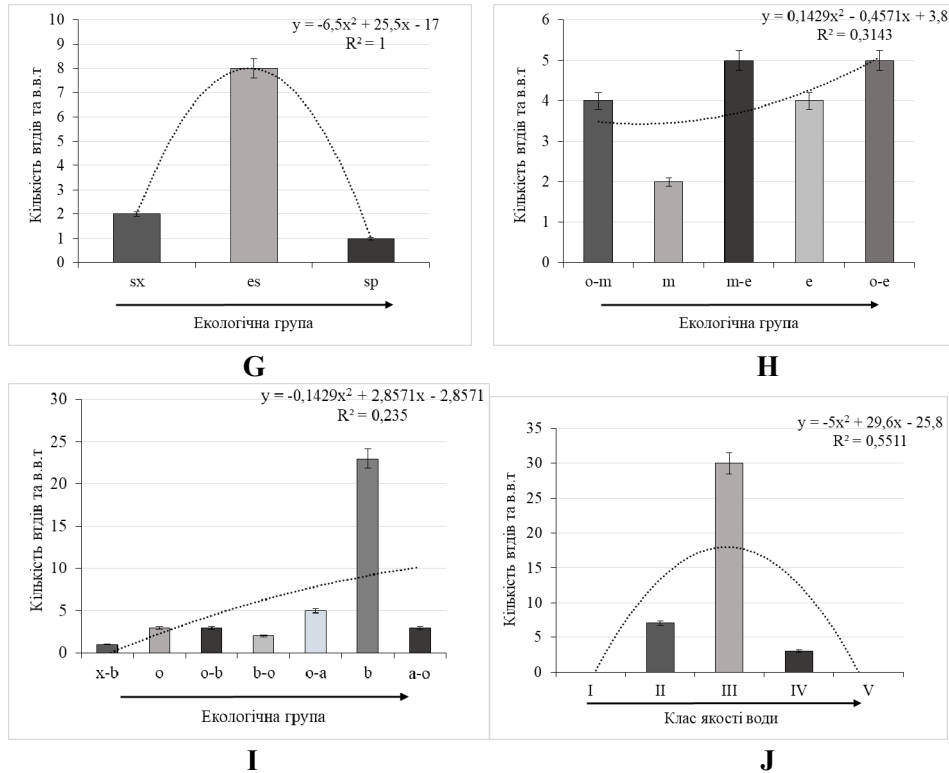 y = -6,5x² + 25,5x - 17
R² = 1
Кількість втдів та в.в.т
10
9
8
7
6
5
4
3
2
1
0
sx es sp
Екологічна група
G
y = 0,1429x² - 0,4571x + 3,8
R² = 0,3143
Кількість втдів та в.в.т
6
5
4
3
2
1
0
o-m m m-e e o-e
Екологічна група
H
y = -0,1429x² + 2,8571x - 2,8571
R² = 0,235
Кількість втдів та в.в.т
30
25
20
15
10
5
0
x-b o o-b b-o o-a b a-o
Екологічна група
I
y = -5x² + 29,6x - 25,8
R² = 0,5511
Кількість втдів та в.в.т
35
30
25
20
15
10
5
0
I II III IV V
Клас якості води
J